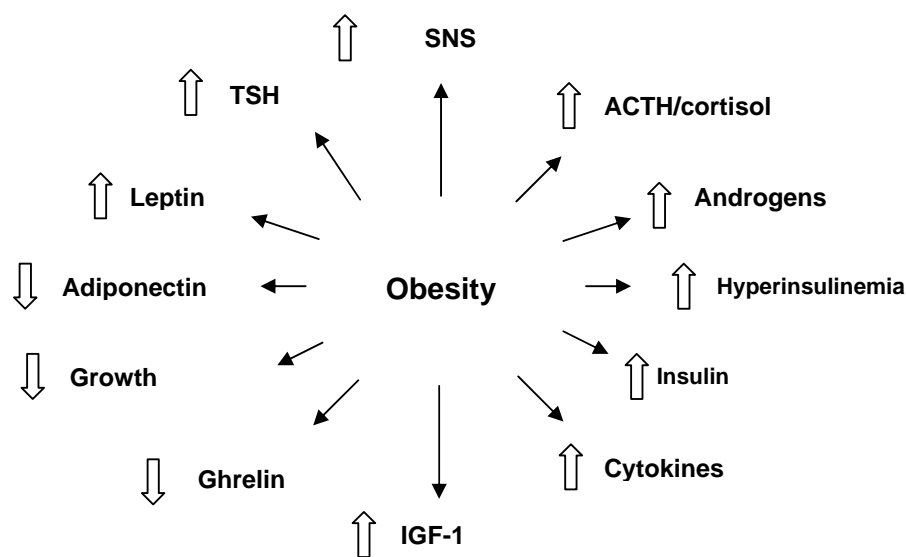 SNS
TSH
ACTH/cortisol
Leptin
Androgens
Adiponectin
Obesity
Hyperinsulinemia
Growth
Insulin
Ghrelin
Cytokines
IGF-1